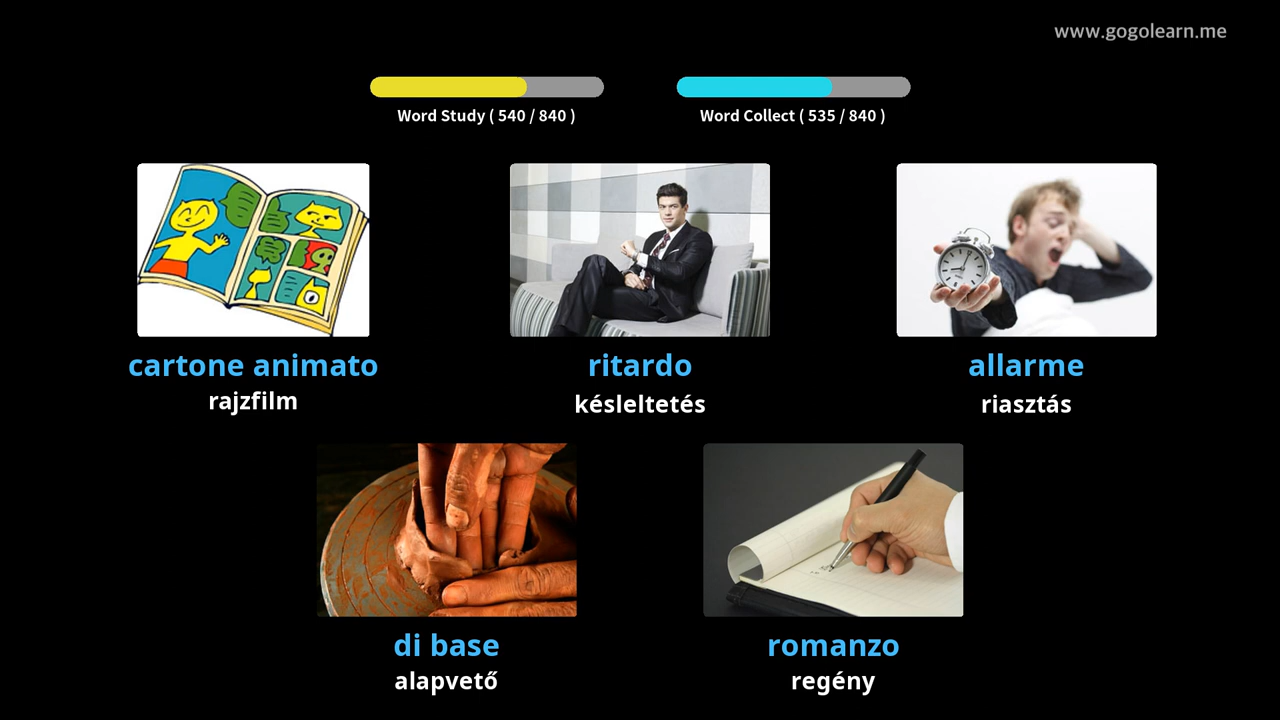 www.gogolearn.me
Word Study ( 540 / 840 )
Word Collect ( 535 / 840 )
cartone animato
rajzfilm
ritardo
késleltetés
allarme
riasztás
di base
alapvető
romanzo
regény